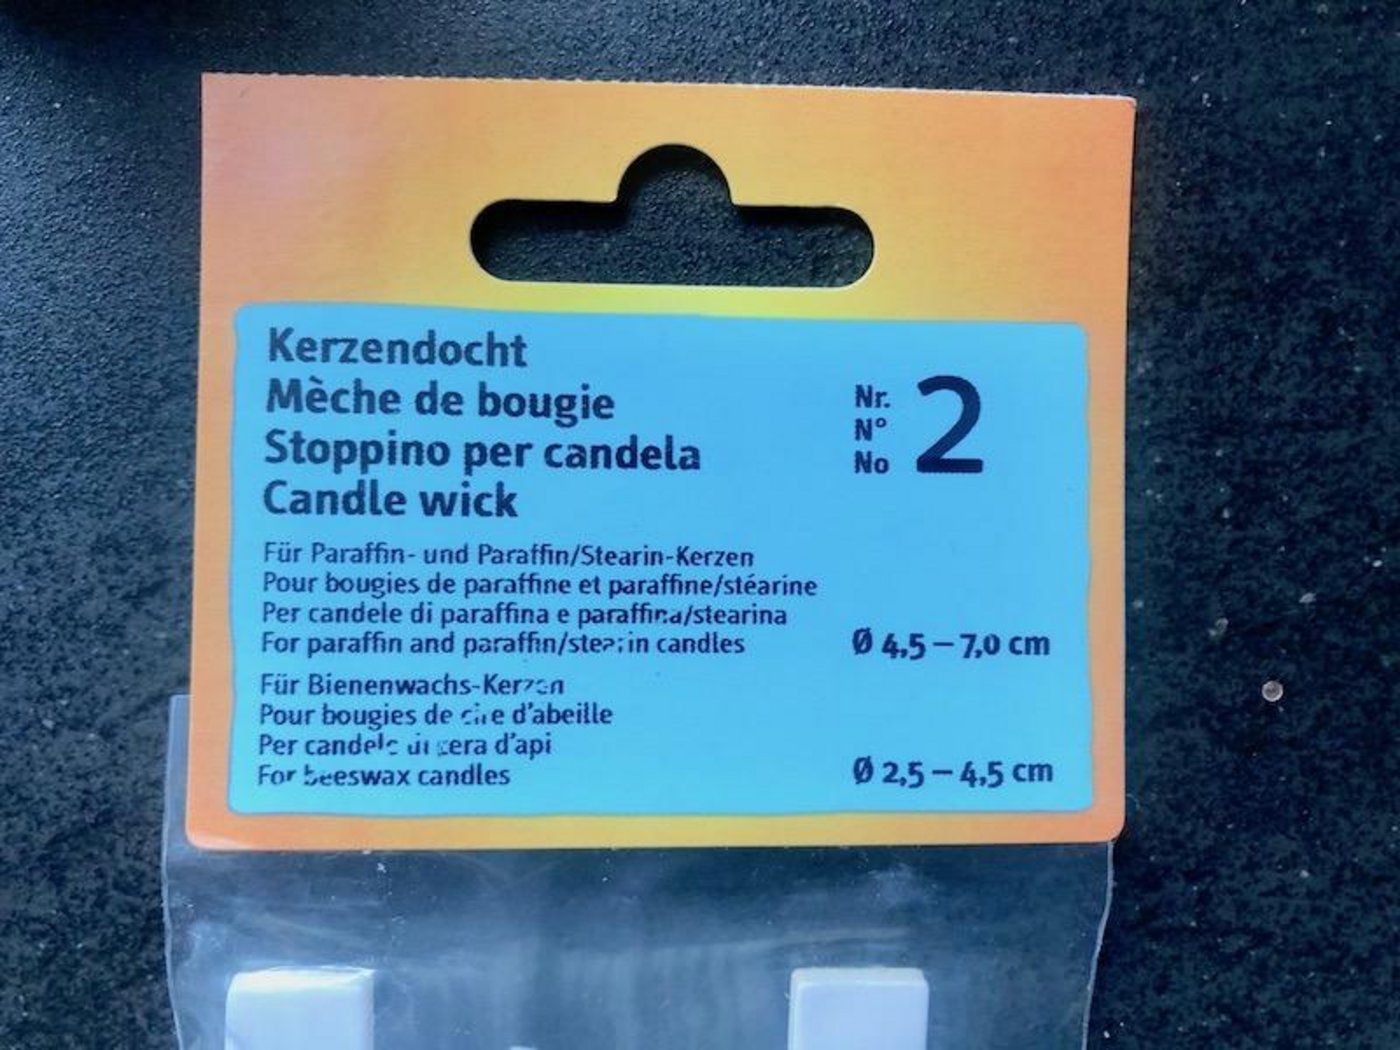 Kerzendocht
Mèche de bougie
Stoppino per candela
Candle wick
Nr.
N°
No
2
Für Paraffin- und Paraffin/Stearin-Kerzen
Pour bougies de paraffine et paraffine/stéarine
Per candele di paraffina e paraffina/stearina
For paraffin and paraffin/stearin candles
Ø 4,5 – 7,0 cm
Für Bienenwachs-Kerzen
Pour bougies de cire d'abeille
Per candele di cera d'api
For beeswax candles
Ø 2,5 – 4,5 cm